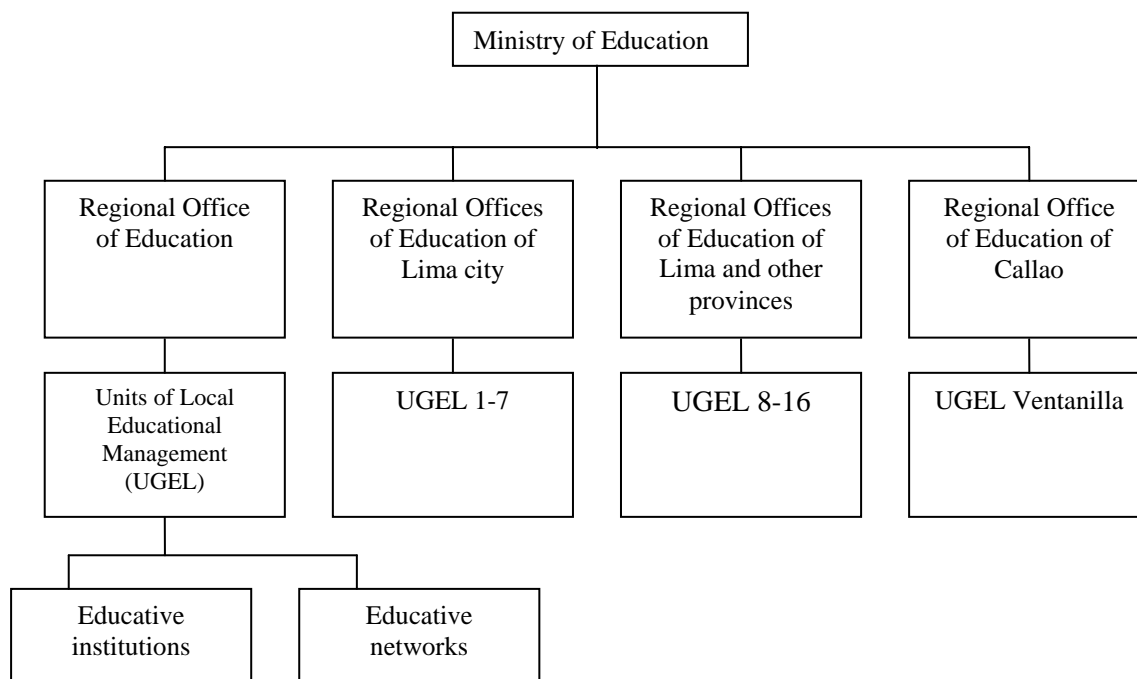 Ministry of Education
Regional Office
of Education
Regional Offices
of Education of
Lima city
Regional Offices
of Education of
Lima and other
provinces
Regional Office
of Education of
Callao
Units of Local
Educational
Management
(UGEL)
UGEL 1-7
UGEL 8-16
UGEL Ventanilla
Educative
institutions
Educative
networks